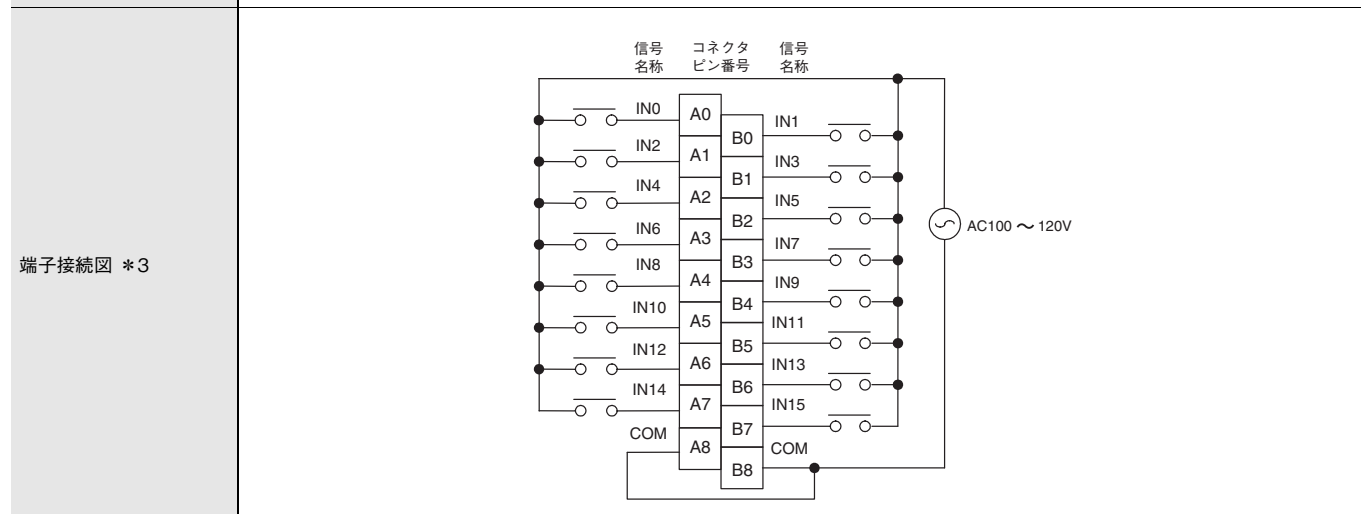 信号 コネクタ 信号
名称 ピン番号 名称
IN0 A0
B0 IN1
IN2 A1
B1 IN3
IN4 A2
B2 IN5
IN6 A3
B3 IN7
IN8 A4
B4 IN9
IN10 A5
B5 IN11
IN12 A6
B6 IN13
IN14 A7
B7 IN15
COM A8
B8 COM
AC100 ～ 120V
端子接続図 *3